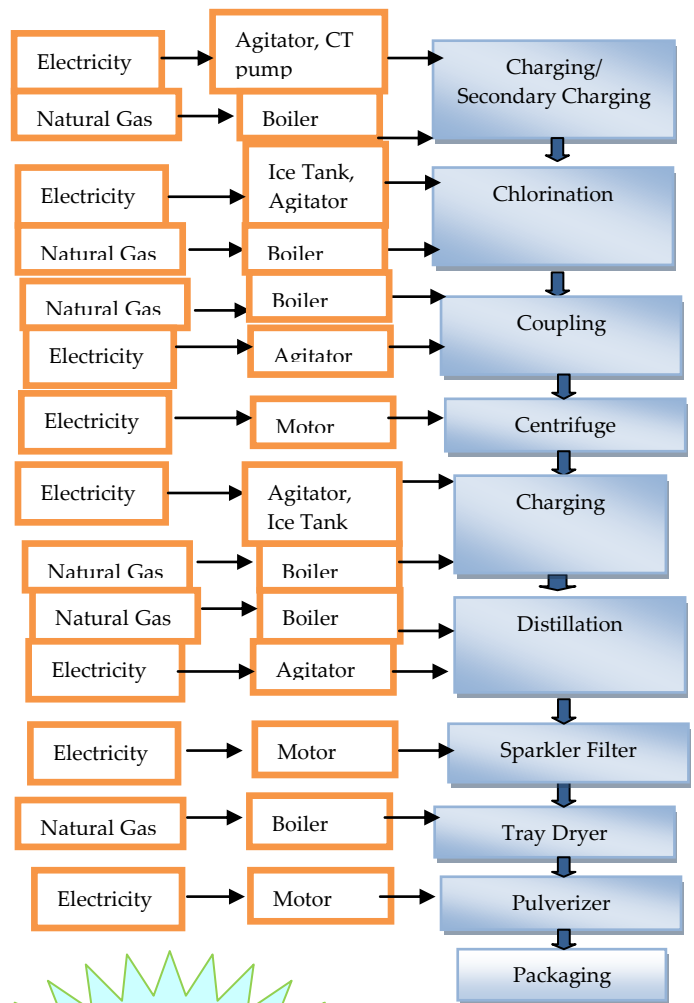 Electricity
Agitator, CT
pump
Charging/
Secondary Charging
Natural Gas
Boiler
Electricity
Ice Tank,
Agitator
Chlorination
Natural Gas
Boiler
Natural Gas
Boiler
Coupling
Electricity
Agitator
Electricity
Motor
Centrifuge
Electricity
Agitator,
Ice Tank
Charging
Natural Gas
Boiler
Natural Gas
Boiler
Distillation
Electricity
Agitator
Electricity
Motor
Sparkler Filter
Natural Gas
Boiler
Tray Dryer
Electricity
Motor
Pulverizer
Packaging